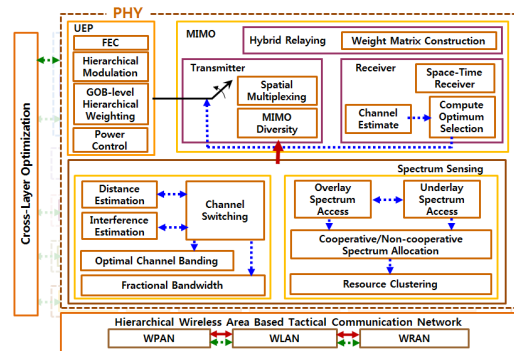 PHY
Cross-Layer Optimization
UEP
FEC
Hierarchical
Modulation
GOB-level
Hierarchical
Weighting
Power
Control
MIMO
Hybrid Relaying
Weight Matrix Construction
Transmitter
Spatial
Multiplexing
MIMO
Diversity
Receiver
Space-Time
Receiver
Channel
Estimate
Compute
Optimum
Selection
Spectrum Sensing
Distance
Estimation
Interference
Estimation
Channel
Switching
Optimal Channel Banding
Fractional Bandwidth
Overlay
Spectrum
Access
Underlay
Spectrum
Access
Cooperative/Non-cooperative
Spectrum Allocation
Resource Clustering
Hierarchical Wireless Area Based Tactical Communication Network
WPAN
WLAN
WRAN